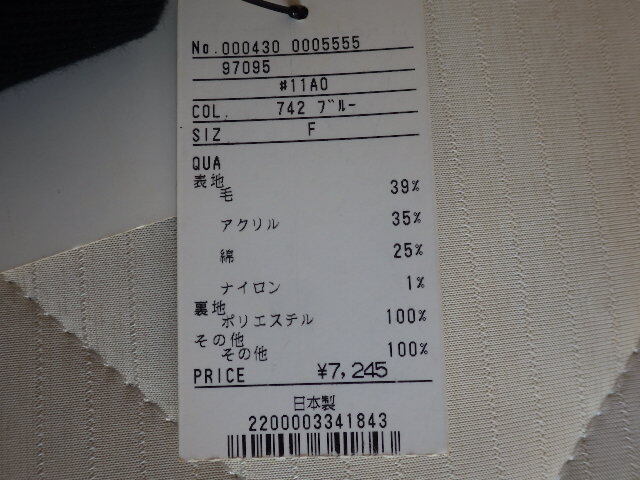 No.000430 0005555
97095
#11A0
COL. 742 ブルー
SIZ F
QUA
表地
毛 39%
アクリル 35%
綿 25%
ナイロン 1%
裏地
ポリエステル 100%
その他
その他 100%
PRICE ¥7,245
日本製
2200003341843